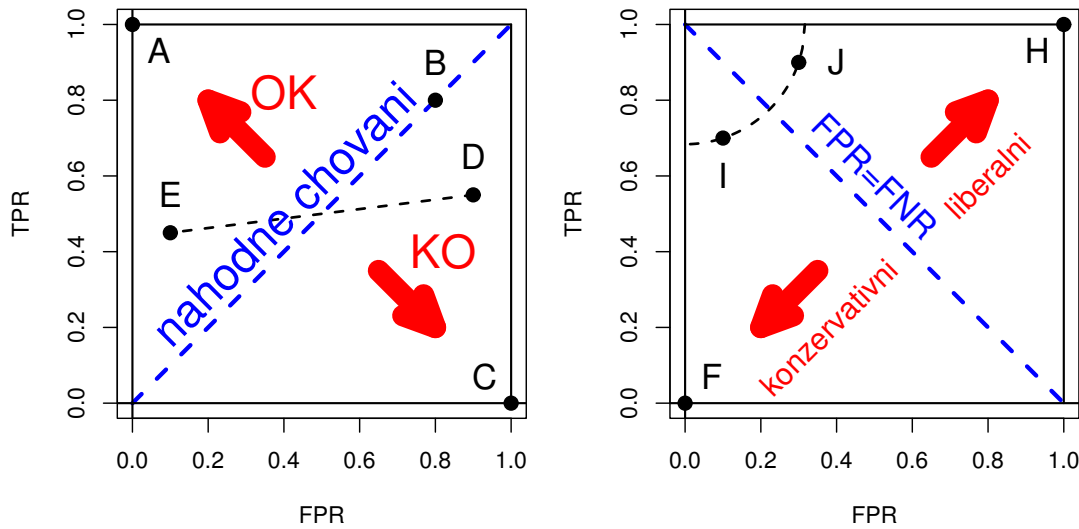 A
B
OK
nahodne chovani
D
E
KO
C
0.0 0.2 0.4 0.6 0.8 1.0
0.0 0.2 0.4 0.6 0.8 1.0
FPR
TPR
H
J
I
FPR=FNR
liberalni
konzervativni
F
0.0 0.2 0.4 0.6 0.8 1.0
0.0 0.2 0.4 0.6 0.8 1.0
FPR
TPR